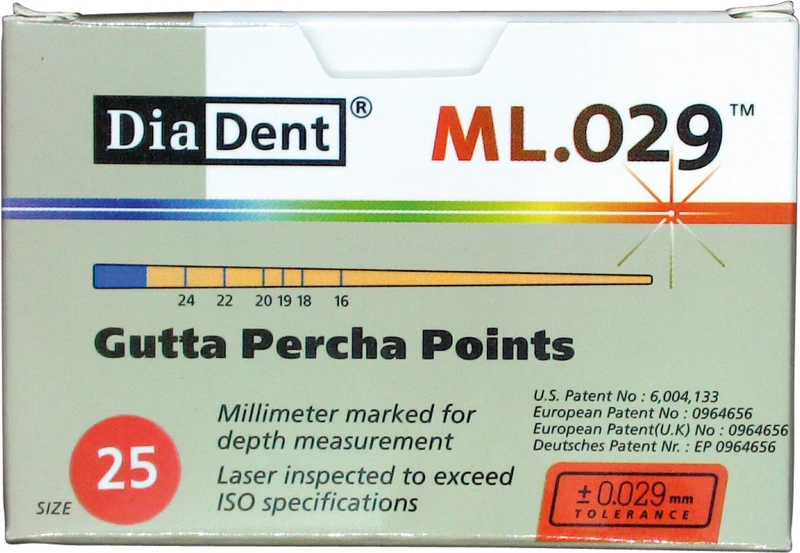 DiaDent®
ML.029™
24 22 20 19 18 16
Gutta Percha Points
Millimeter marked for
depth measurement
Laser inspected to exceed
ISO specifications
U.S. Patent No : 6,004,133
European Patent No : 0964656
European Patent(U.K) No : 0964656
Deutsches Patent Nr. : EP 0964656
SIZE 25
±0.029 mm
TOLERANCE